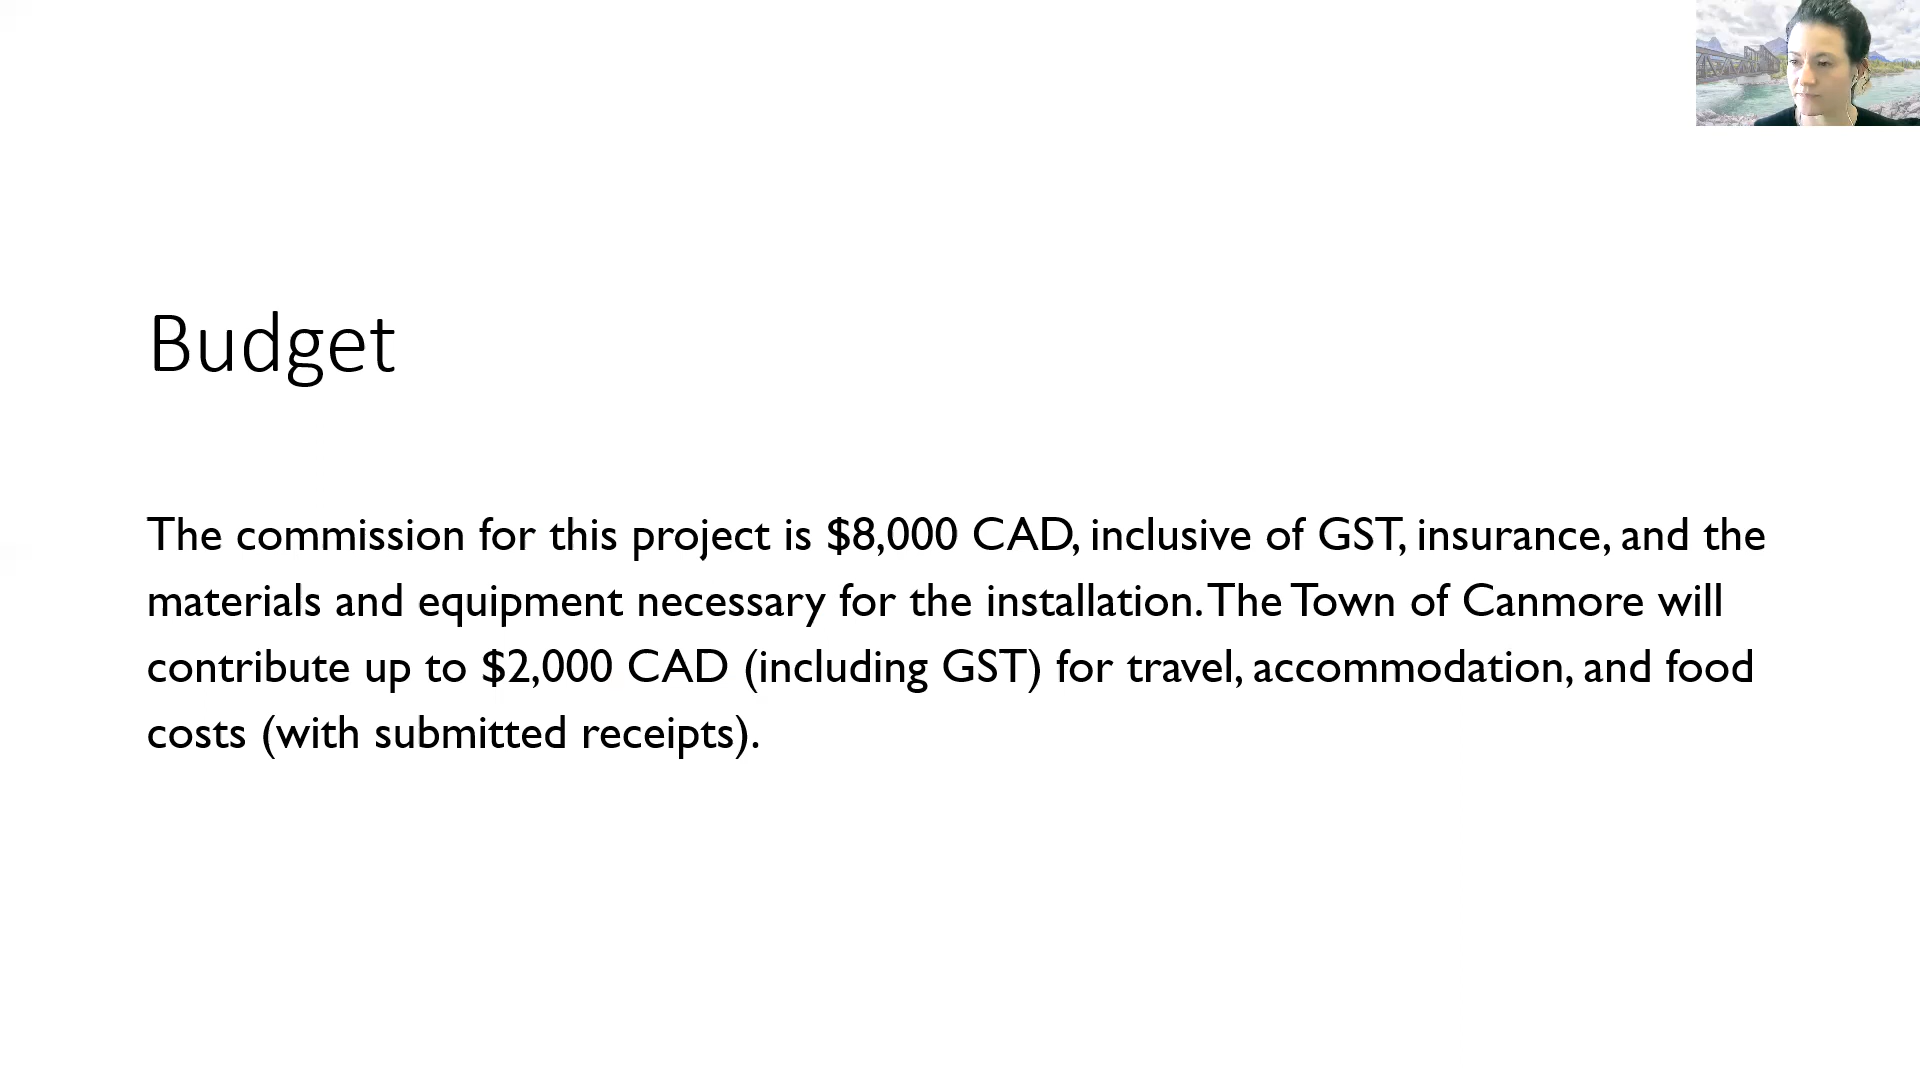 Budget
The commission for this project is $8,000 CAD, inclusive of GST, insurance, and the
materials and equipment necessary for the installation. The Town of Canmore will
contribute up to $2,000 CAD (including GST) for travel, accommodation, and food
costs (with submitted receipts).